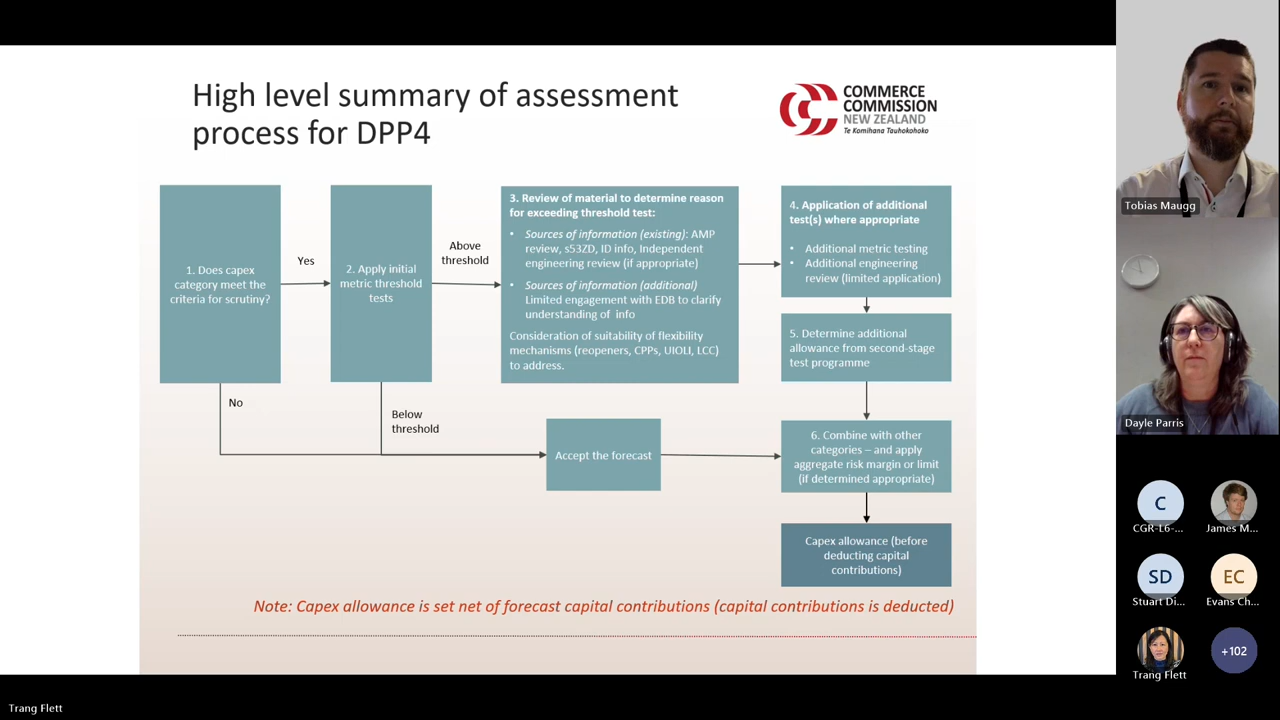 High level summary of assessment
process for DPP4
COMMERCE
COMMISSION
NEW ZEALAND
Te Komihana Tauhokohoko
1. Does capex
category meet the
criteria for scrutiny?
Yes
No
2. Apply initial
metric threshold
tests
Above
threshold
Below
threshold
3. Review of material to determine reason
for exceeding threshold test:
• Sources of information (existing): AMP
review, s53ZD, ID info, Independent
engineering review (if appropriate)
• Sources of information (additional)
Limited engagement with EDB to clarify
understanding of info
Consideration of suitability of flexibility
mechanisms (reopeners, CPPs, UIOLI, LCC)
to address.
4. Application of additional
test(s) where appropriate
• Additional metric testing
• Additional engineering
review (limited application)
5. Determine additional
allowance from second-stage
test programme
Accept the forecast
6. Combine with other
categories – and apply
aggregate risk margin or limit
(if determined appropriate)
Capex allowance (before
deducting capital
contributions)
Note: Capex allowance is set net of forecast capital contributions (capital contributions is deducted)
Tobias Maugg
Dayle Parris
C
CGR-L6-...
James M...
SD
Stuart Di...
EC
Evans Ch...
Trang Flett
+102
Trang Flett